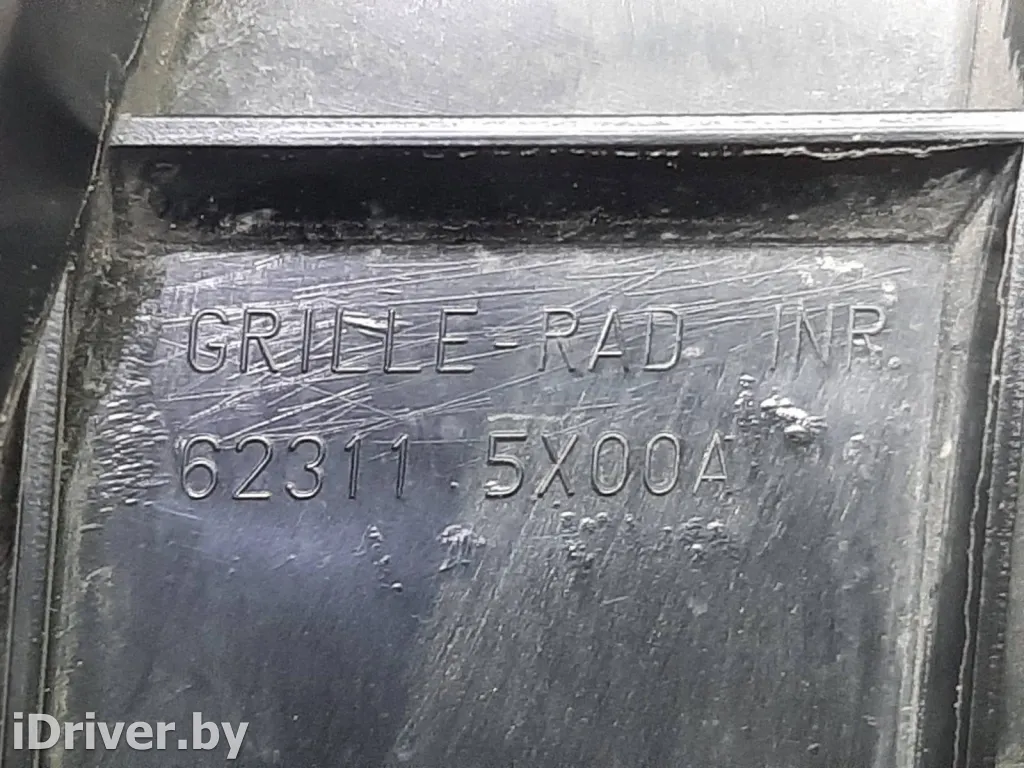 GRILLE-RAD INR.
62311 5X00A
iDriver.by